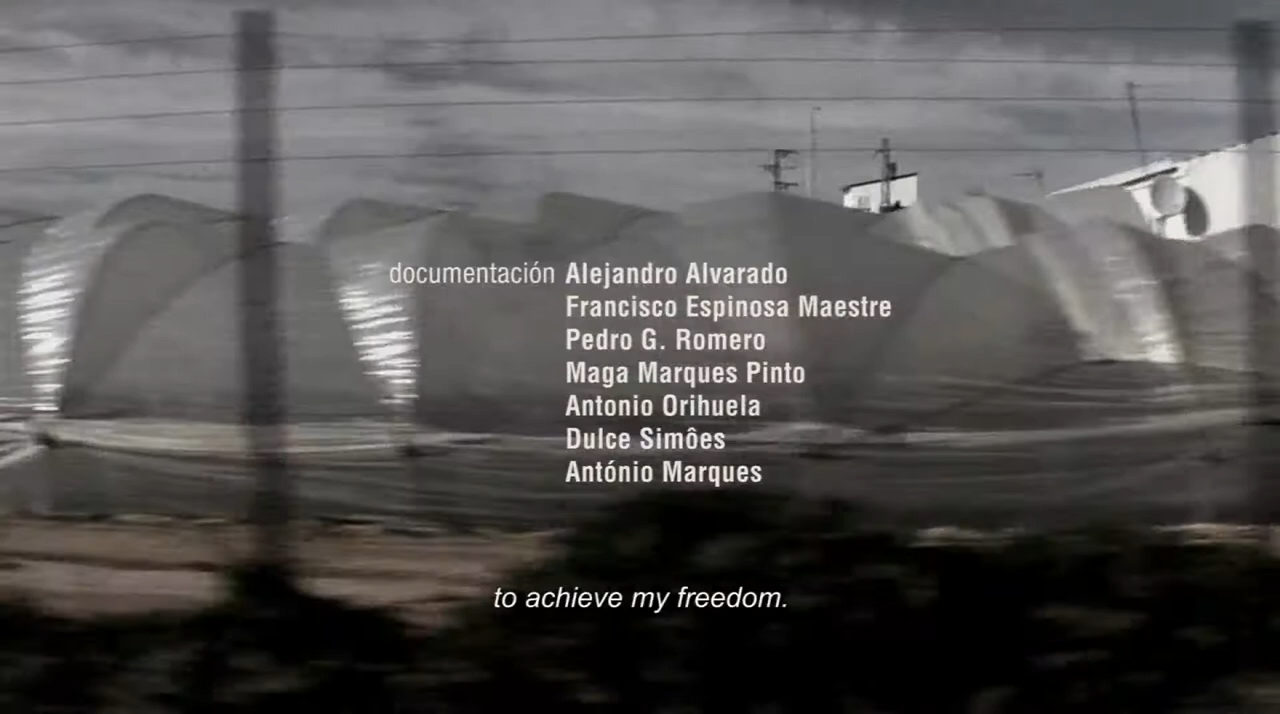 documentación Alejandro Alvarado
Francisco Espinosa Maestre
Pedro G. Romero
Maga Marques Pinto
Antonio Orihuela
Dulce Simôes
António Marques
to achieve my freedom.